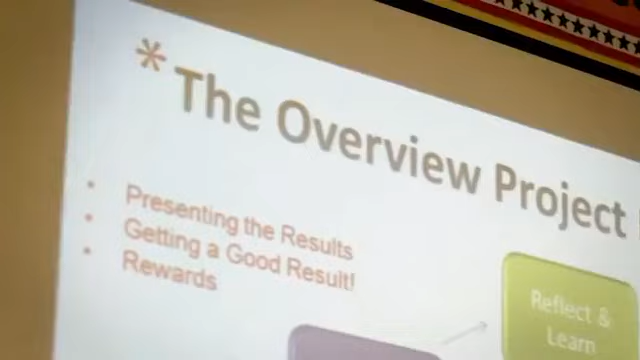 * The Overview Project
• Presenting the Results
• Getting a Good Result!
• Rewards
Reflect &
Learn